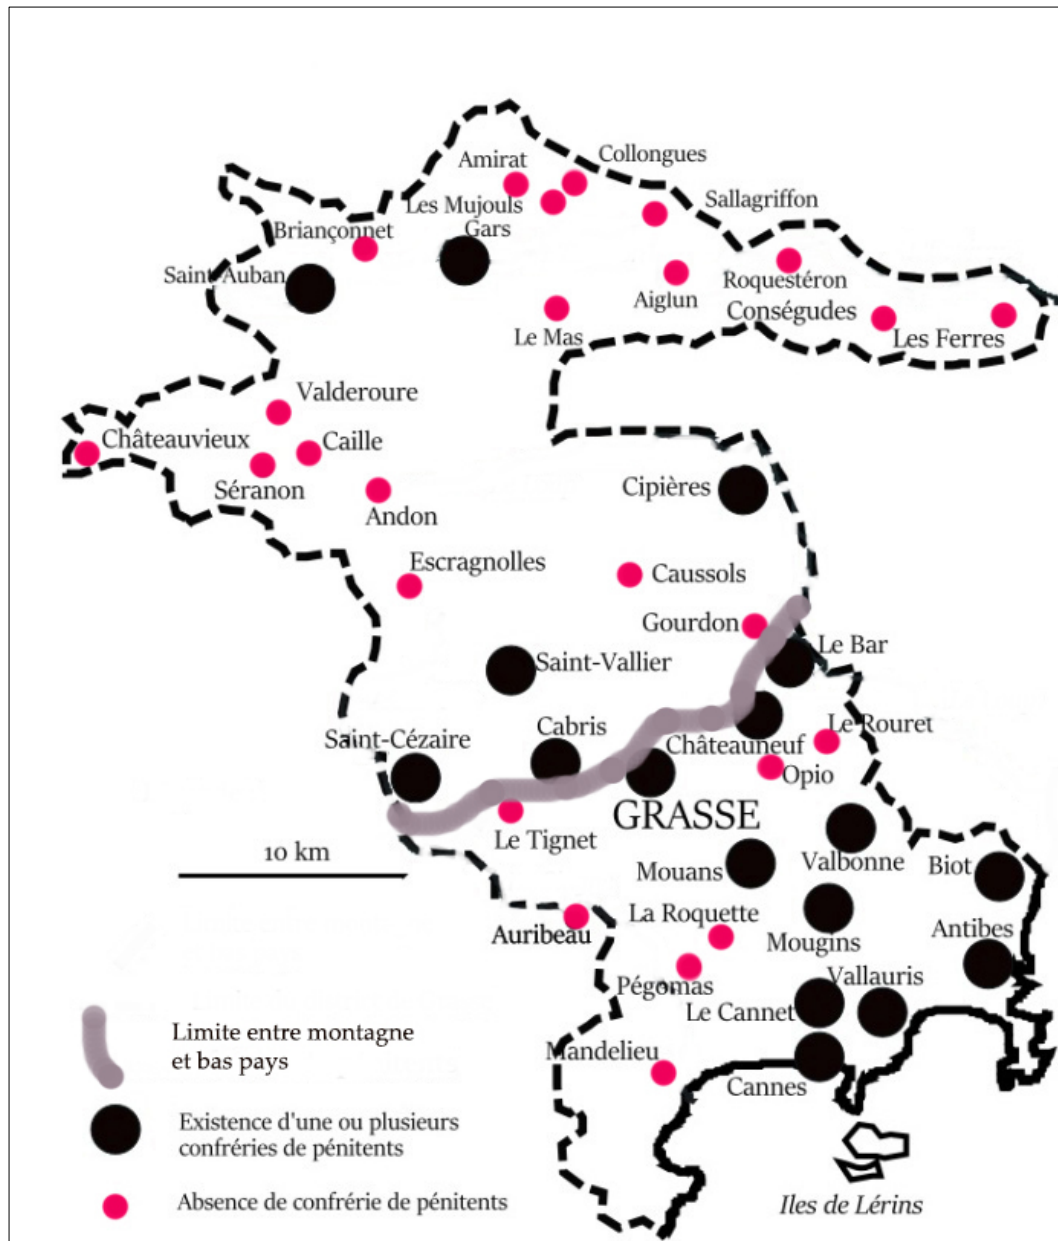 Collongues
Amirat
Sallagriffon
Les Mujouls
Gars
Briançonnet
Saint-Auban
Roquestéron
Aiglun
Conségudes
Le Mas
Les Ferres
Valderoure
Châteauvieux
Caille
Séranon
Cipières
Andon
Escragnolles
Caussols
Gourdon
Le Bar
Saint-Vallier
Le Rouret
Cabris
Saint-Cézaire
Châteauneuf
Opio
GRASSE
Le Tignet
10 km
Valbonne
Biot
Mouans
La Roquette
Auribeau
Mougins
Antibes
Vallauris
Pégomas
Le Cannet
Limite entre montagne
et bas pays
Mandelieu
Cannes
Existence d'une ou plusieurs
confréries de pénitents
Absence de confrérie de pénitents
Iles de Lérins